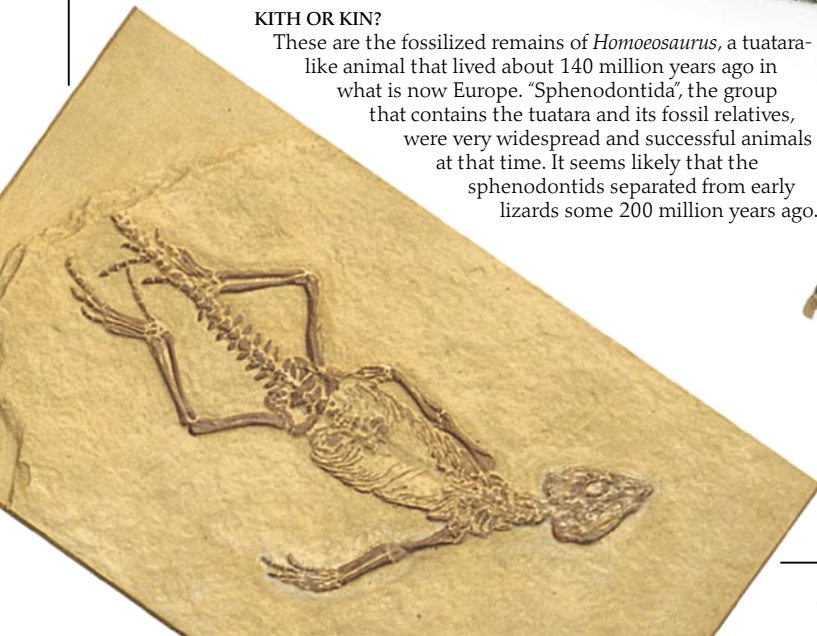 KITH OR KIN?
These are the fossilized remains of Homoeosaurus, a tuatara-
like animal that lived about 140 million years ago in
what is now Europe. “Sphenodontida”, the group
that contains the tuatara and its fossil relatives,
were very widespread and successful animals
at that time. It seems likely that the
sphenodontids separated from early
lizards some 200 million years ago.